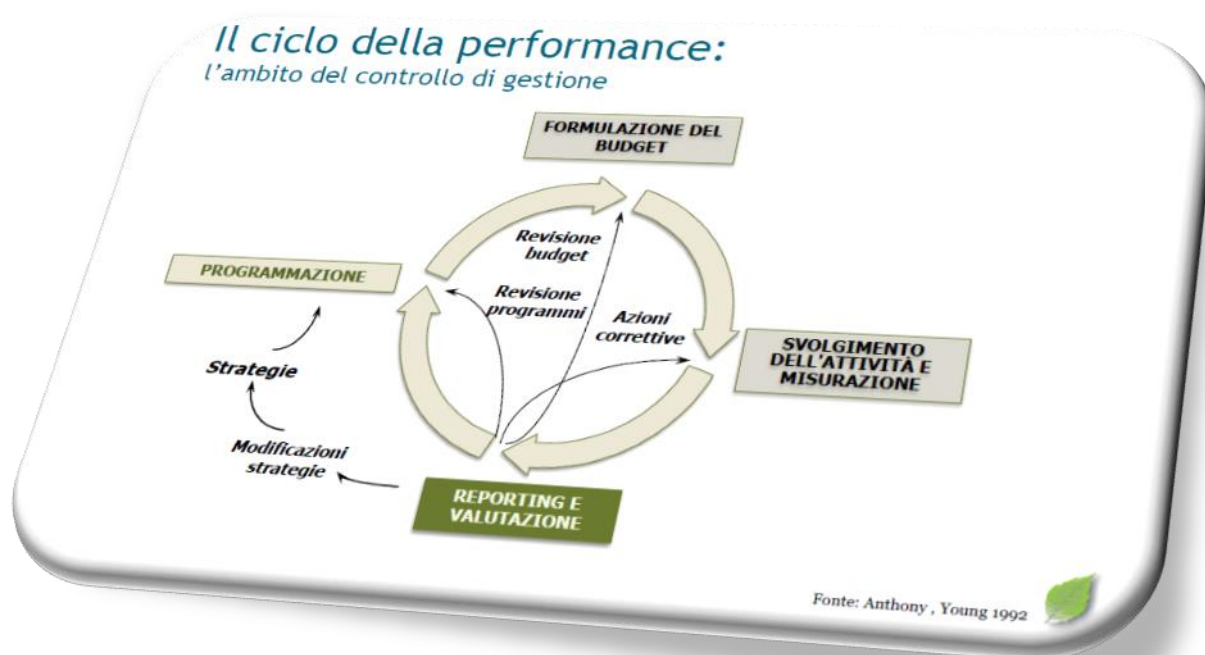 Il ciclo della performance:
l'ambito del controllo di gestione
FORMULAZIONE DEL
BUDGET
Revisione
budget
PROGRAMMAZIONE
Revisione
programmi
Azioni
correttive
SVOLGIMENTO
DELL'ATTIVITÀ E
MISURAZIONE
Strategie
Modificazioni
strategie
REPORTING E
VALUTAZIONE
Fonte: Anthony , Young 1992